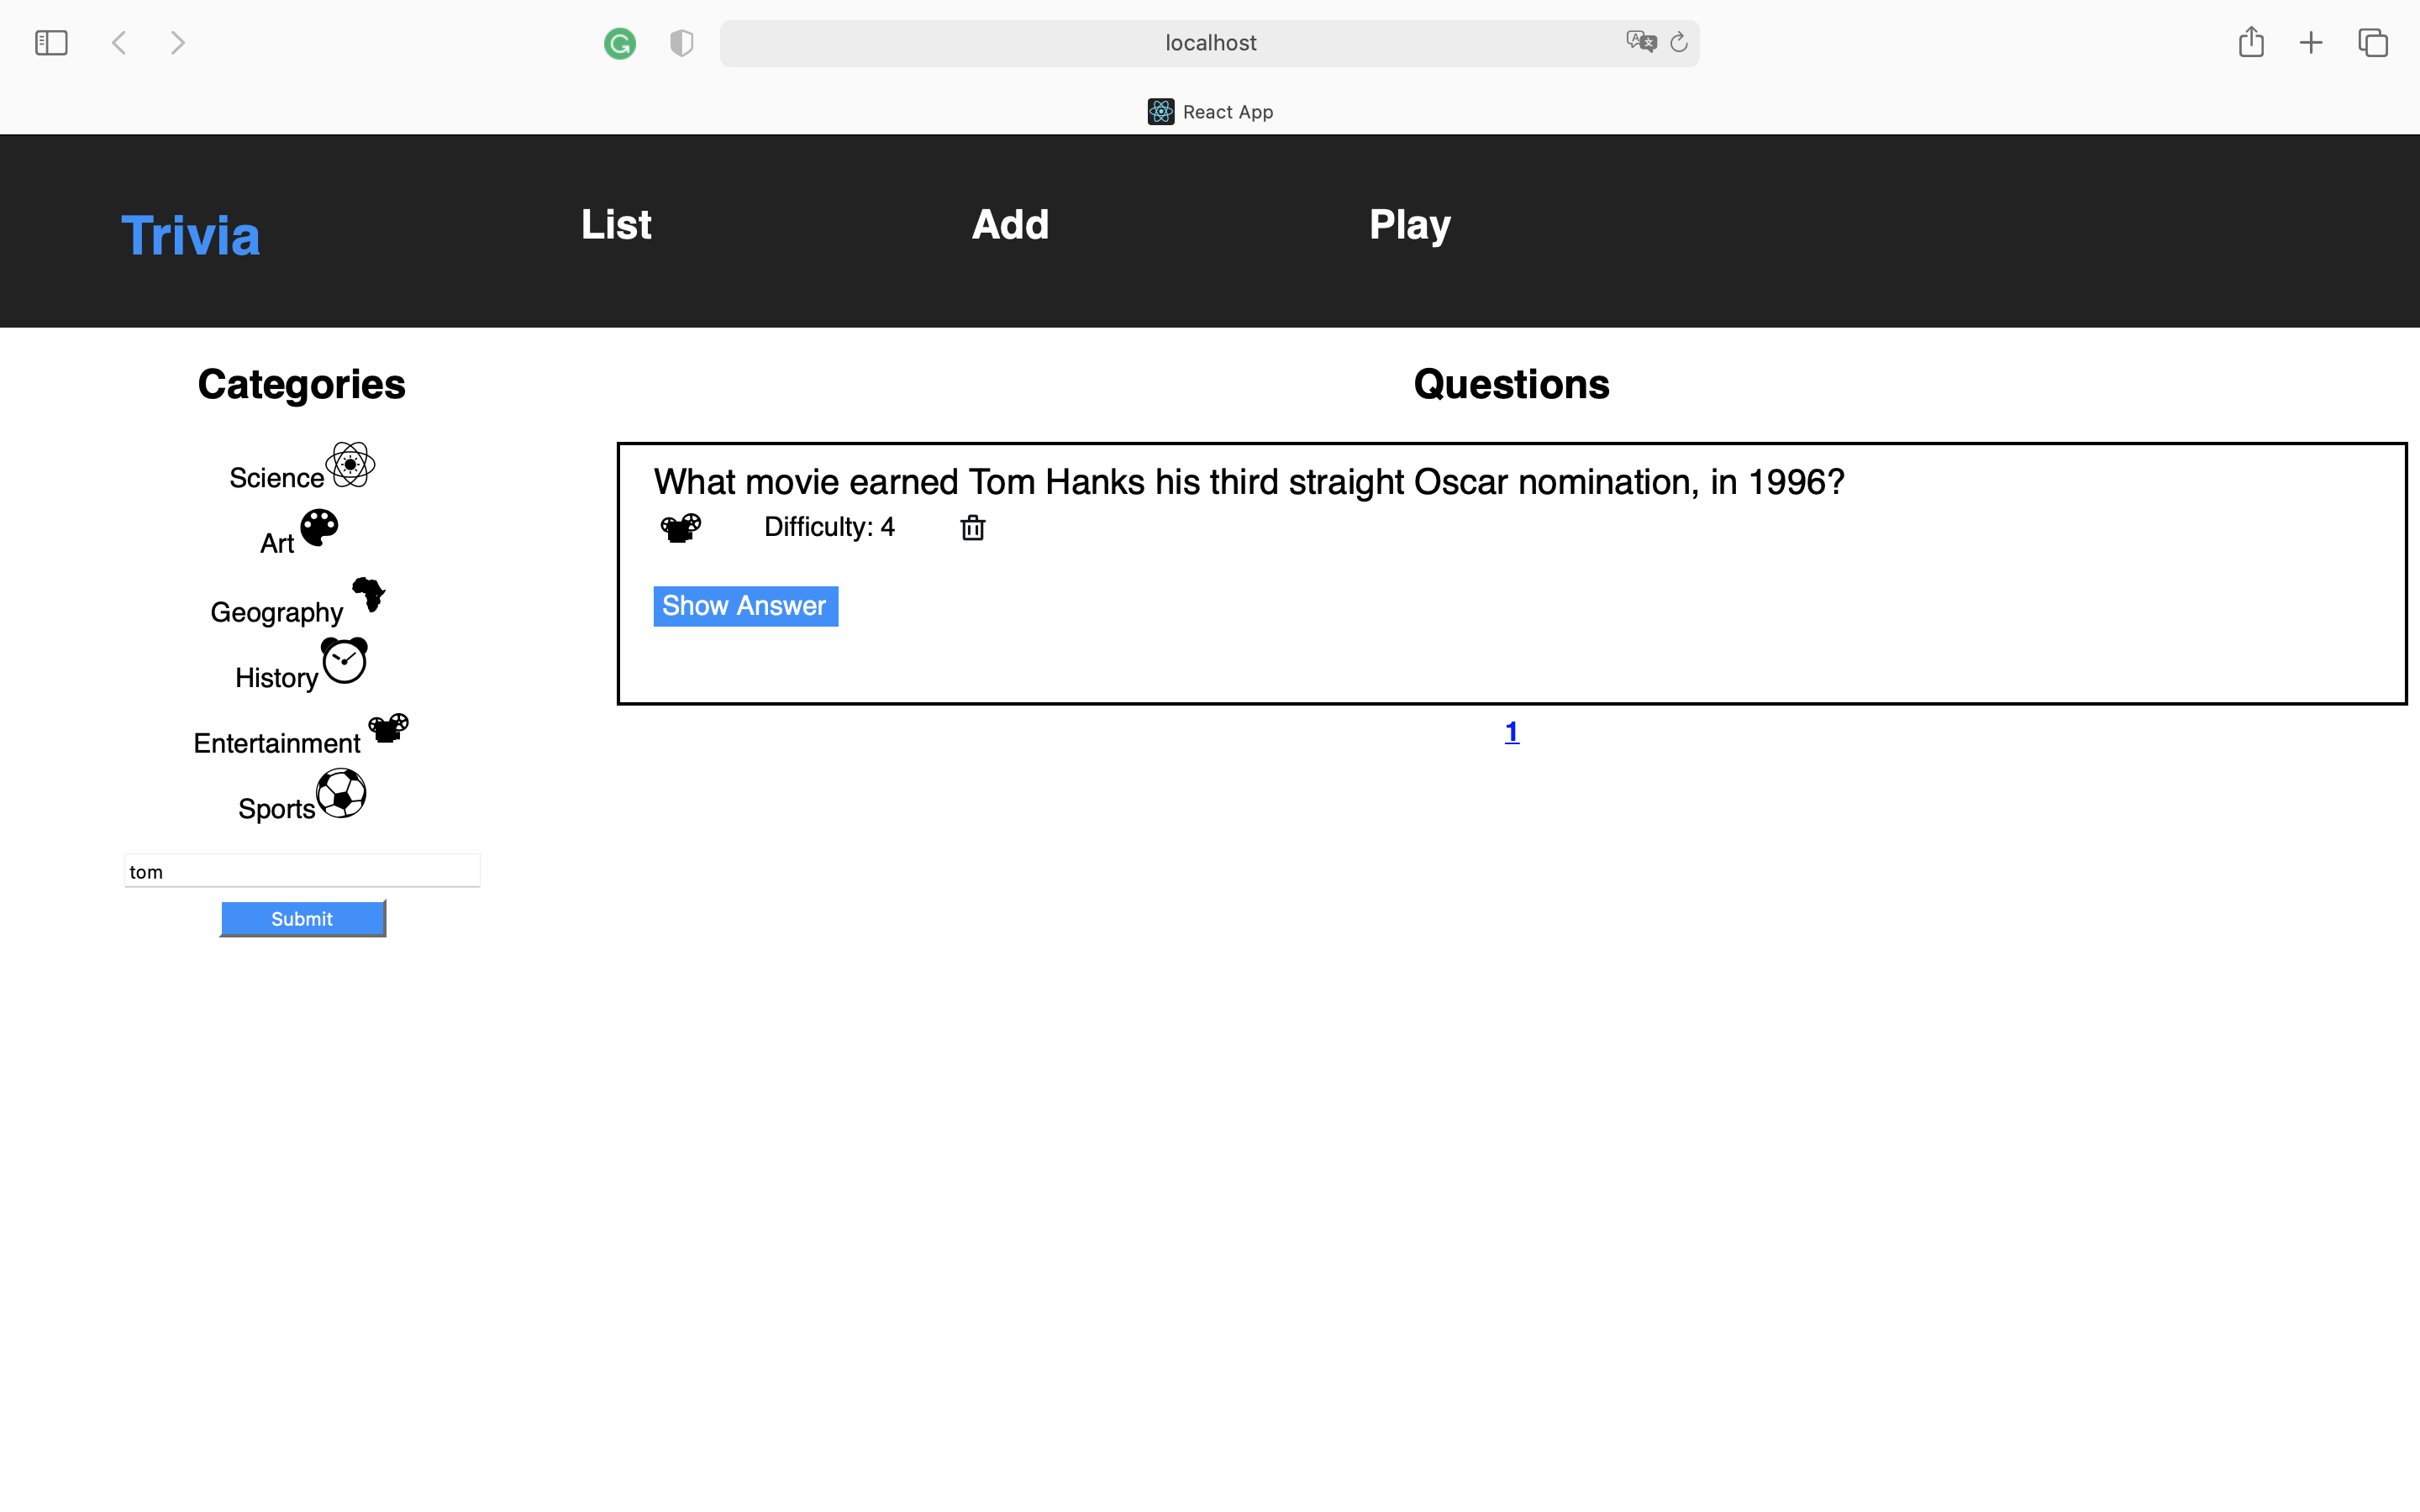 localhost
React App
Trivia
List
Add
Play
Categories
Science
Art
Geography
History
Entertainment
Sports
tom
Submit
Questions
What movie earned Tom Hanks his third straight Oscar nomination, in 1996?
Difficulty: 4
Show Answer
1